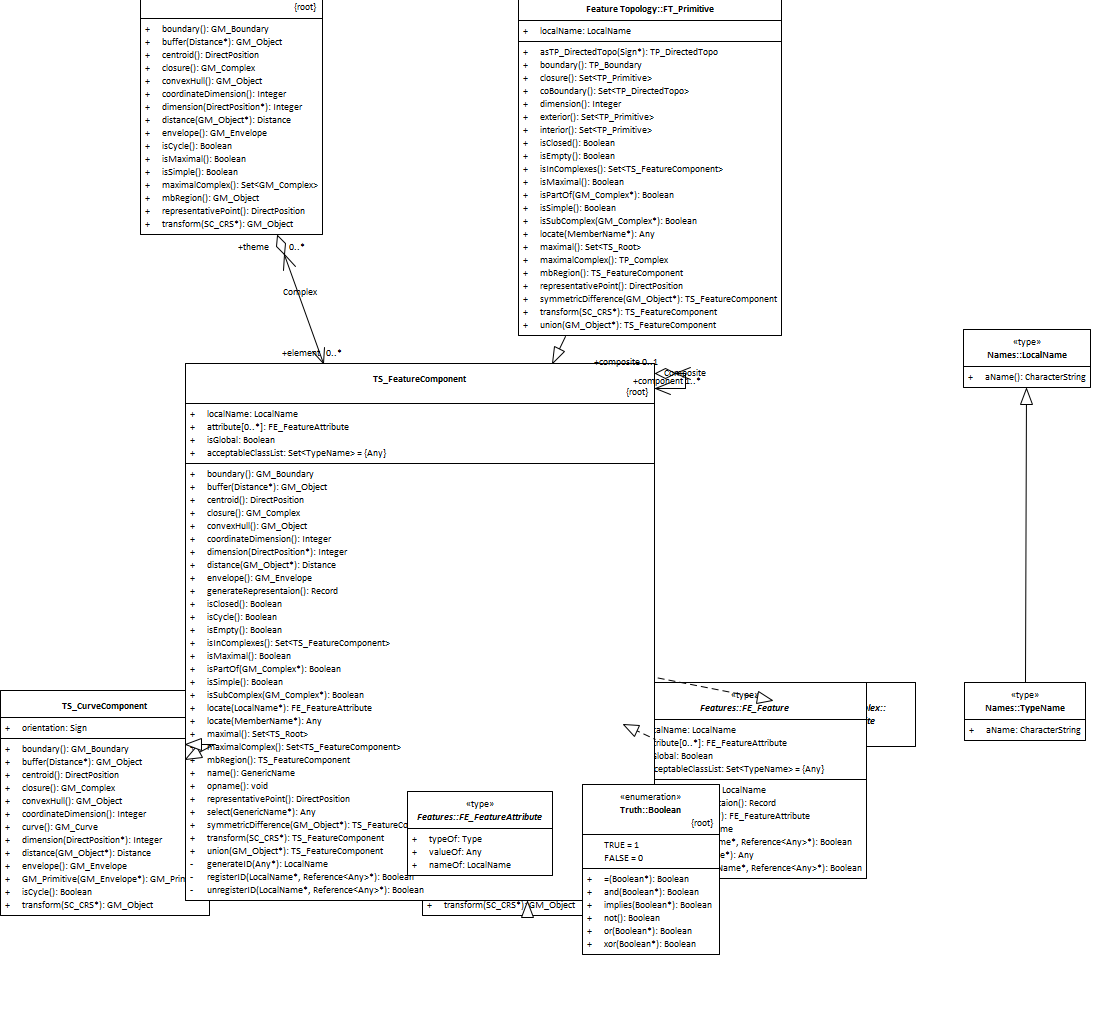 {root}
+ boundary(): GM_Boundary
+ buffer(Distance*): GM_Object
+ centroid(): DirectPosition
+ closure(): GM_Complex
+ convexHull(): GM_Object
+ coordinateDimension(): Integer
+ dimension(DirectPosition*): Integer
+ distance(GM_Object*): Distance
+ envelope(): GM_Envelope
+ isCycle(): Boolean
+ isMaximal(): Boolean
+ isSimple(): Boolean
+ maximalComplex(): Set<GM_Complex>
+ mbRegion(): GM_Object
+ representativePoint(): DirectPosition
+ transform(SC_CRS*): GM_Object
Feature Topology::FT_Primitive
+ localName: LocalName
+ asTP_DirectedTopo(Sign*): TP_DirectedTopo
+ boundary(): TP_Boundary
+ closure(): Set<TP_Primitive>
+ coBoundary(): Set<TP_DirectedTopo>
+ dimension(): Integer
+ exterior(): Set<TP_Primitive>
+ interior(): Set<TP_Primitive>
+ isClosed(): Boolean
+ isEmpty(): Boolean
+ isInComplexes(): Set<TS_FeatureComponent>
+ isMaximal(): Boolean
+ isPartOf(GM_Complex*): Boolean
+ isSimple(): Boolean
+ isSubComplex(GM_Complex*): Boolean
+ locate(MemberName*): Any
+ maximal(): Set<TS_Root>
+ maximalComplex(): TP_Complex
+ mbRegion(): TS_FeatureComponent
+ representativePoint(): DirectPosition
+ symmetricDifference(GM_Object*): TS_FeatureComponent
+ transform(SC_CRS*): TS_FeatureComponent
+ union(GM_Object*): TS_FeatureComponent
+theme 0..*
Complex
+element 0..*
+composite 0..1
Composite
+component 1..*
TS_FeatureComponent
{root}
+ localName: LocalName
+ attribute[0..*]: FE_FeatureAttribute
+ isGlobal: Boolean
+ acceptableClassList: Set<TypeName> = {Any}
+ boundary(): GM_Boundary
+ buffer(Distance*): GM_Object
+ centroid(): DirectPosition
+ closure(): GM_Complex
+ convexHull(): GM_Object
+ coordinateDimension(): Integer
+ dimension(DirectPosition*): Integer
+ distance(GM_Object*): Distance
+ envelope(): GM_Envelope
+ generateRepresentaion(): Record
+ isClosed(): Boolean
+ isCycle(): Boolean
+ isEmpty(): Boolean
+ isInComplexes(): Set<TS_FeatureComponent>
+ isMaximal(): Boolean
+ isPartOf(GM_Complex*): Boolean
+ isSimple(): Boolean
+ isSubComplex(GM_Complex*): Boolean
+ locate(LocalName*): FE_FeatureAttribute
+ locate(MemberName*): Any
+ maximal(): Set<TS_Root>
+ maximalComplex(): Set<TS_FeatureComponent>
+ mbRegion(): TS_FeatureComponent
+ name(): GenericName
+ opname(): void
+ representativePoint(): DirectPosition
+ select(GenericName*): Any
+ symmetricDifference(GM_Object*): TS_FeatureCo
+ transform(SC_CRS*): TS_FeatureComponent
+ union(GM_Object*): TS_FeatureComponent
- generateID(Any*): LocalName
- registerID(LocalName*, Reference<Any>*): Boolean
- unregisterID(LocalName*, Reference<Any>*): Boolean
«type»
Names::LocalName
+ aName(): CharacterString
«type»
Names::TypeName
+ aName: CharacterString
TS_CurveComponent
+ orientation: Sign
+ boundary(): GM_Boundary
+ buffer(Distance*): GM_Object
+ centroid(): DirectPosition
+ closure(): GM_Complex
+ convexHull(): GM_Object
+ coordinateDimension(): Integer
+ curve(): GM_Curve
+ dimension(DirectPosition*): Integer
+ distance(GM_Object*): Distance
+ envelope(): GM_Envelope
+ GM_Primitive(GM_Envelope*): GM_Prin
+ isCycle(): Boolean
+ transform(SC_CRS*): GM_Object
«type»
Features::FE_FeatureAttribute
+ typeOf: Type
+ valueOf: Any
+ nameOf: LocalName
+ transform(SC_CRS*): GM_Object
«enumeration»
Truth::Boolean
{root}
TRUE = 1
FALSE = 0
+ =(Boolean*): Boolean
+ and(Boolean*): Boolean
+ implies(Boolean*): Boolean
+ not(): Boolean
+ or(Boolean*): Boolean
+ xor(Boolean*): Boolean
«type»
Features::FE_Feature
calName: LocalName
tribute[0..*]: FE_FeatureAttribute
Global: Boolean
ceptableClassList: Set<TypeName> = {Any}
LocalName
aion(): Record
): FE_FeatureAttribute
me
me*, Reference<Any>*): Boolean
e*): Any
Name*, Reference<Any>*): Boolean
lex::
te